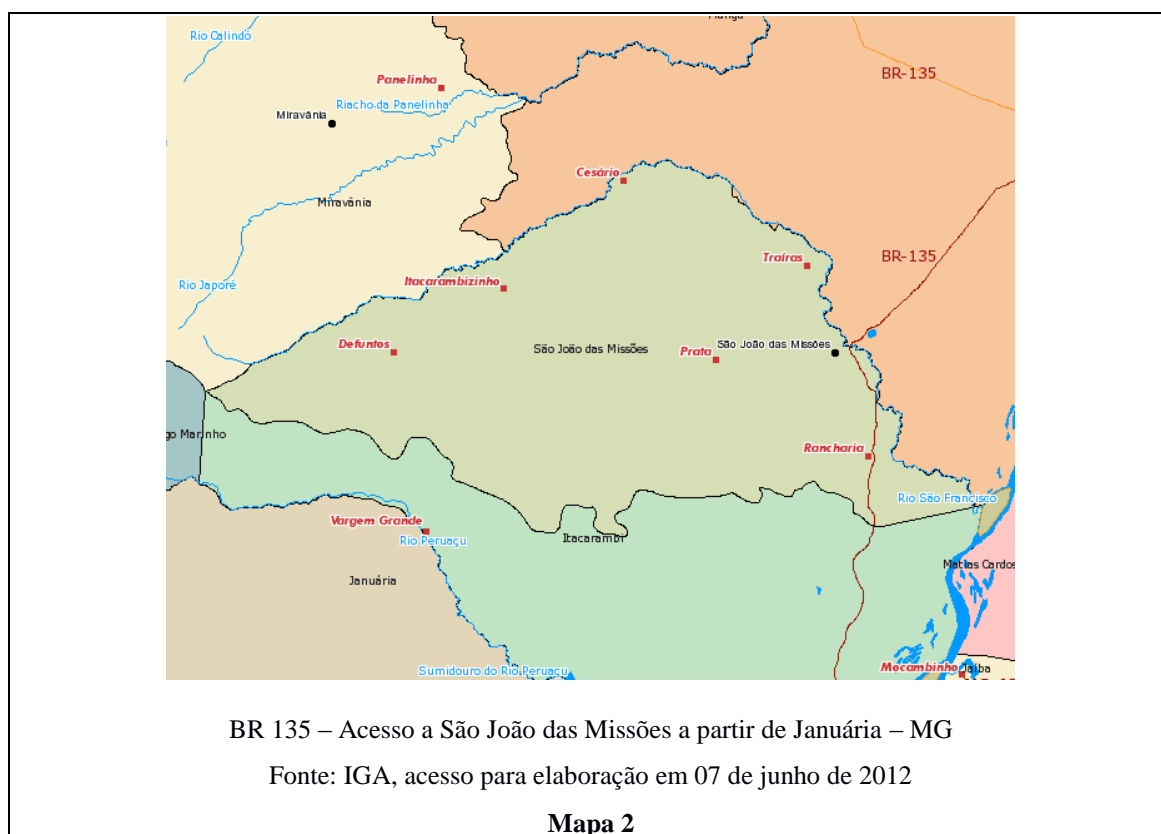 Manga
Rio Calindó
BR-135
Panelinha
Riacho da Panelinha
Miravânia
Cesário
Miravânia
Traíras
BR-135
Itacarambizinho
Rio Japoré
Defuntos
São João das Missões
Prata
São João das Missões
go Marinho
Rancharia
Rio São Francisco
Vargem Grande
Rio Peruaçu
Itacarambi
Januária
Matias Cardos
Sumidouro do Rio Peruaçu
Mocambinho
Jaíba
BR 135 – Acesso a São João das Missões a partir de Januária – MG
Fonte: IGA, acesso para elaboração em 07 de junho de 2012
Mapa 2